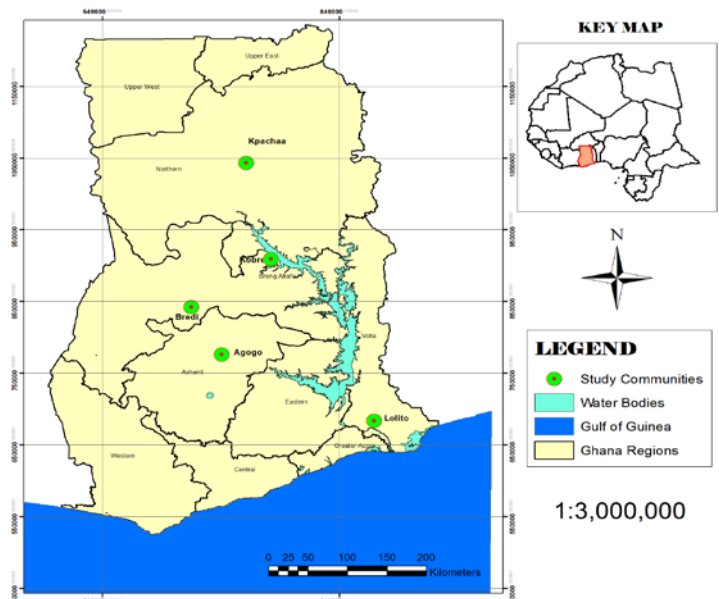 KEY MAP
Upper East
Upper West
Kpachaa
Northern
N
Kobre
Brong Ahafo
Bredi
Volta
Agogo
Ashanti
Eastern
Lolito
Greater Accra
Western
Central
LEGEND
Study Communities
Water Bodies
Gulf of Guinea
Ghana Regions
1:3,000,000
0 25 50 100 150 200
Kilometers